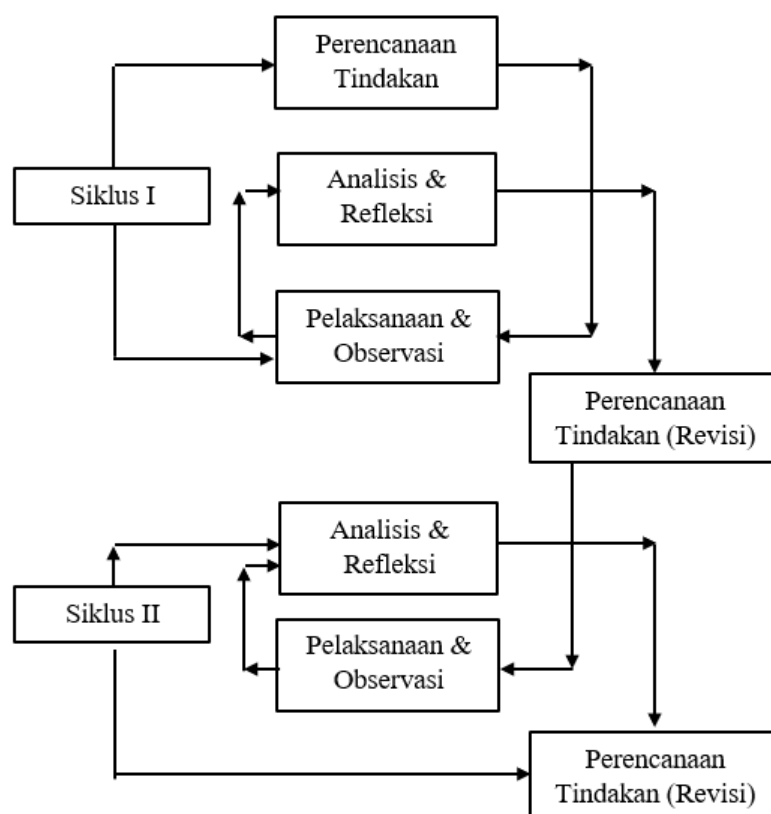 Perencanaan
Tindakan
Siklus I
Analisis &
Refleksi
Pelaksanaan &
Observasi
Perencanaan
Tindakan (Revisi)
Analisis &
Refleksi
Siklus II
Pelaksanaan &
Observasi
Perencanaan
Tindakan (Revisi)